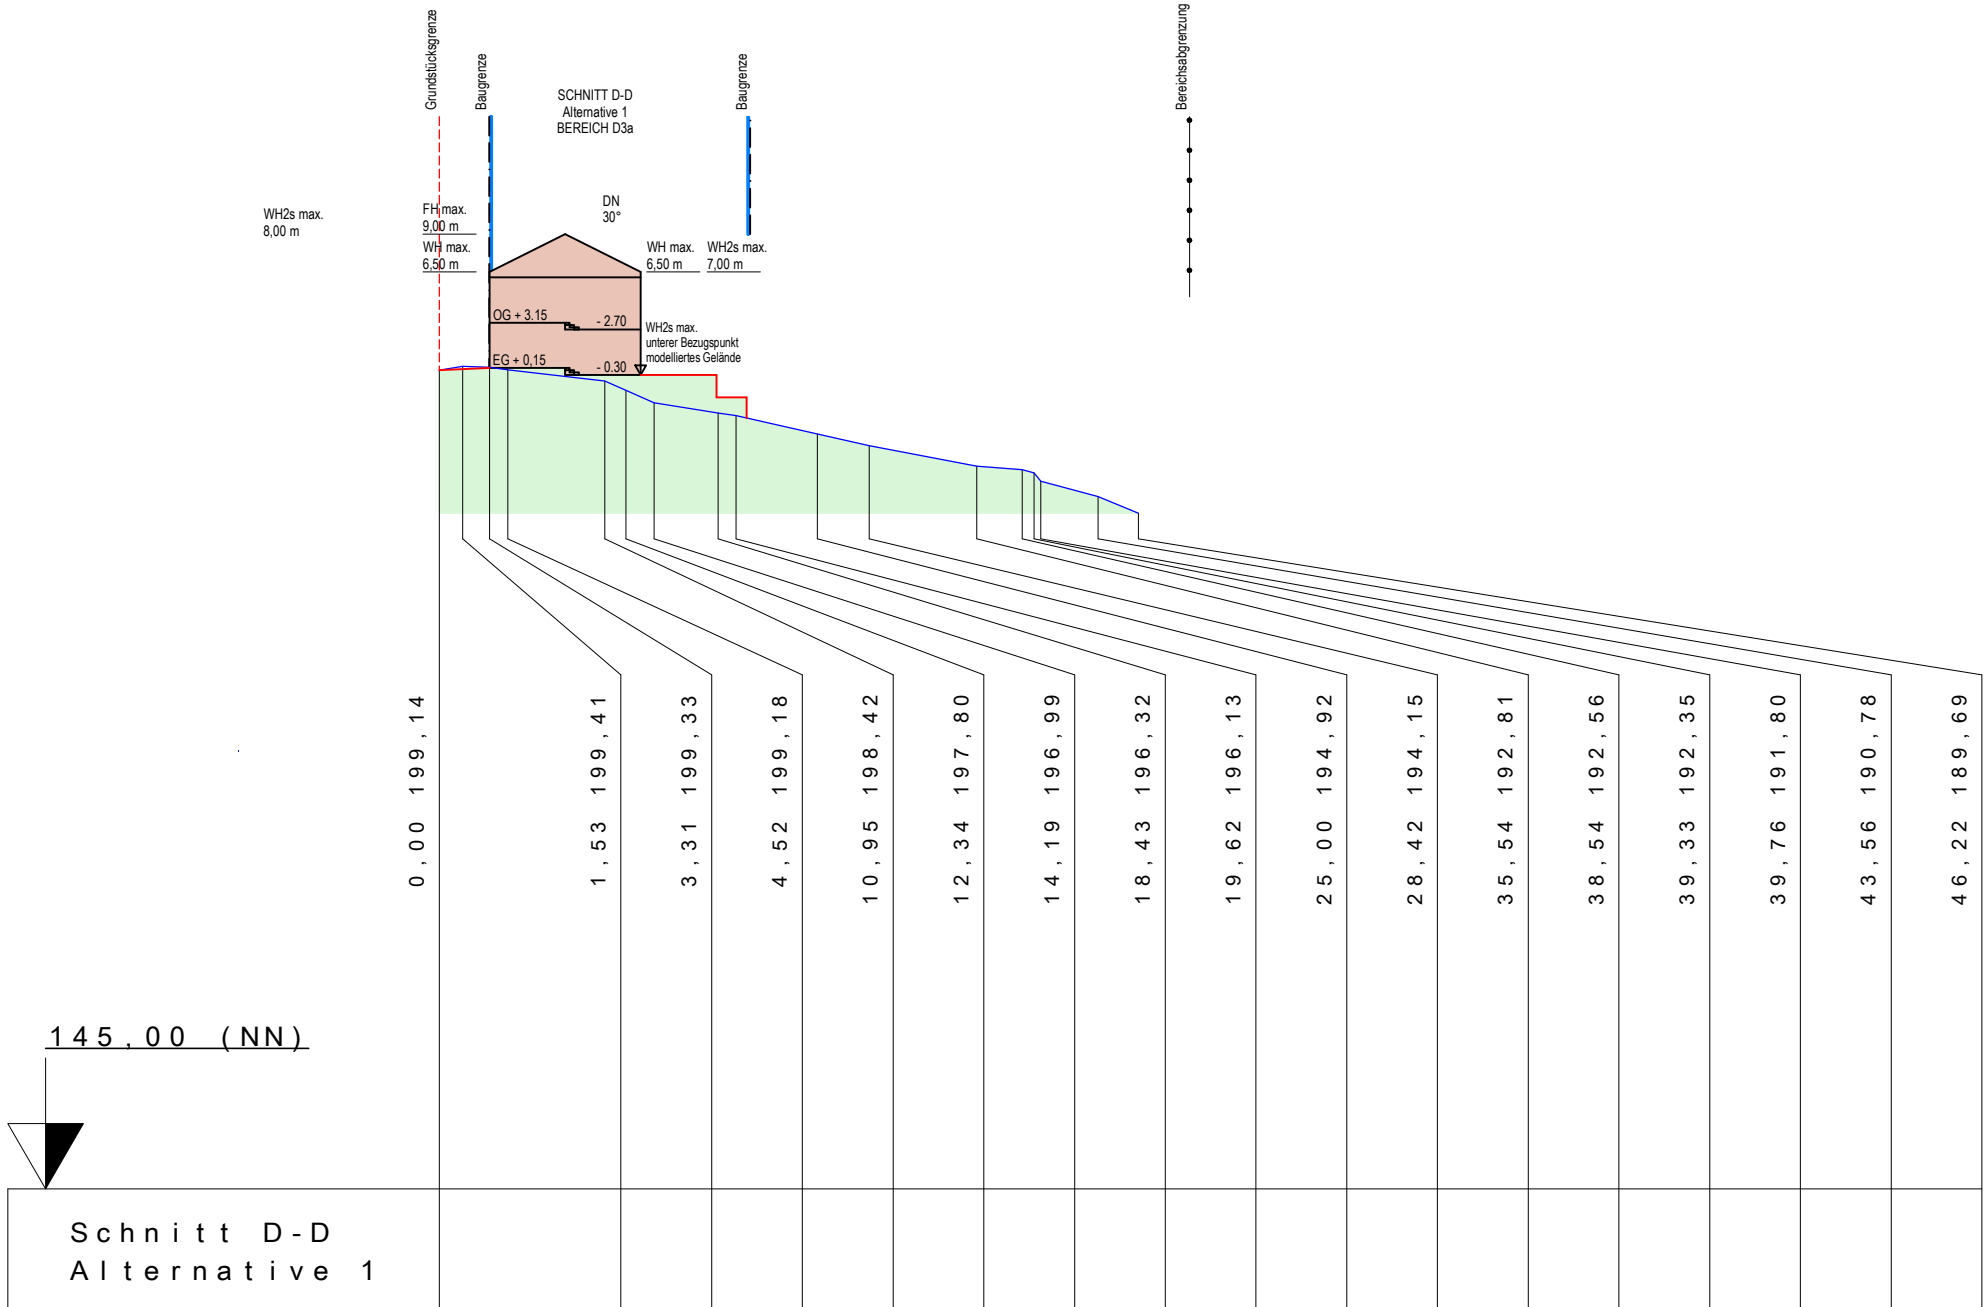 Grundstücksgrenze
Baugrenze
SCHNITT D-D
Alternative 1
BEREICH D3a
Baugrenze
Bereichsabgrenzung
WH2s max.
8,00 m
FH max.
9,00 m
WH max.
6,50 m
DN
30°
WH max.
6,50 m
WH2s max.
7,00 m
OG + 3.15
- 2.70
WH2s max.
unterer Bezugspunkt
modelliertes Gelände
EG + 0,15
- 0.30
0,00 199,14
1,53 199,41
3,31 199,33
4,52 199,18
10,95 198,42
12,34 197,80
14,19 196,99
18,43 196,32
19,62 196,13
25,00 194,92
28,42 194,15
35,54 192,81
38,54 192,56
39,33 192,35
39,76 191,80
43,56 190,78
46,22 189,69
145,00 (NN)
Schnitt D-D
Alternative 1